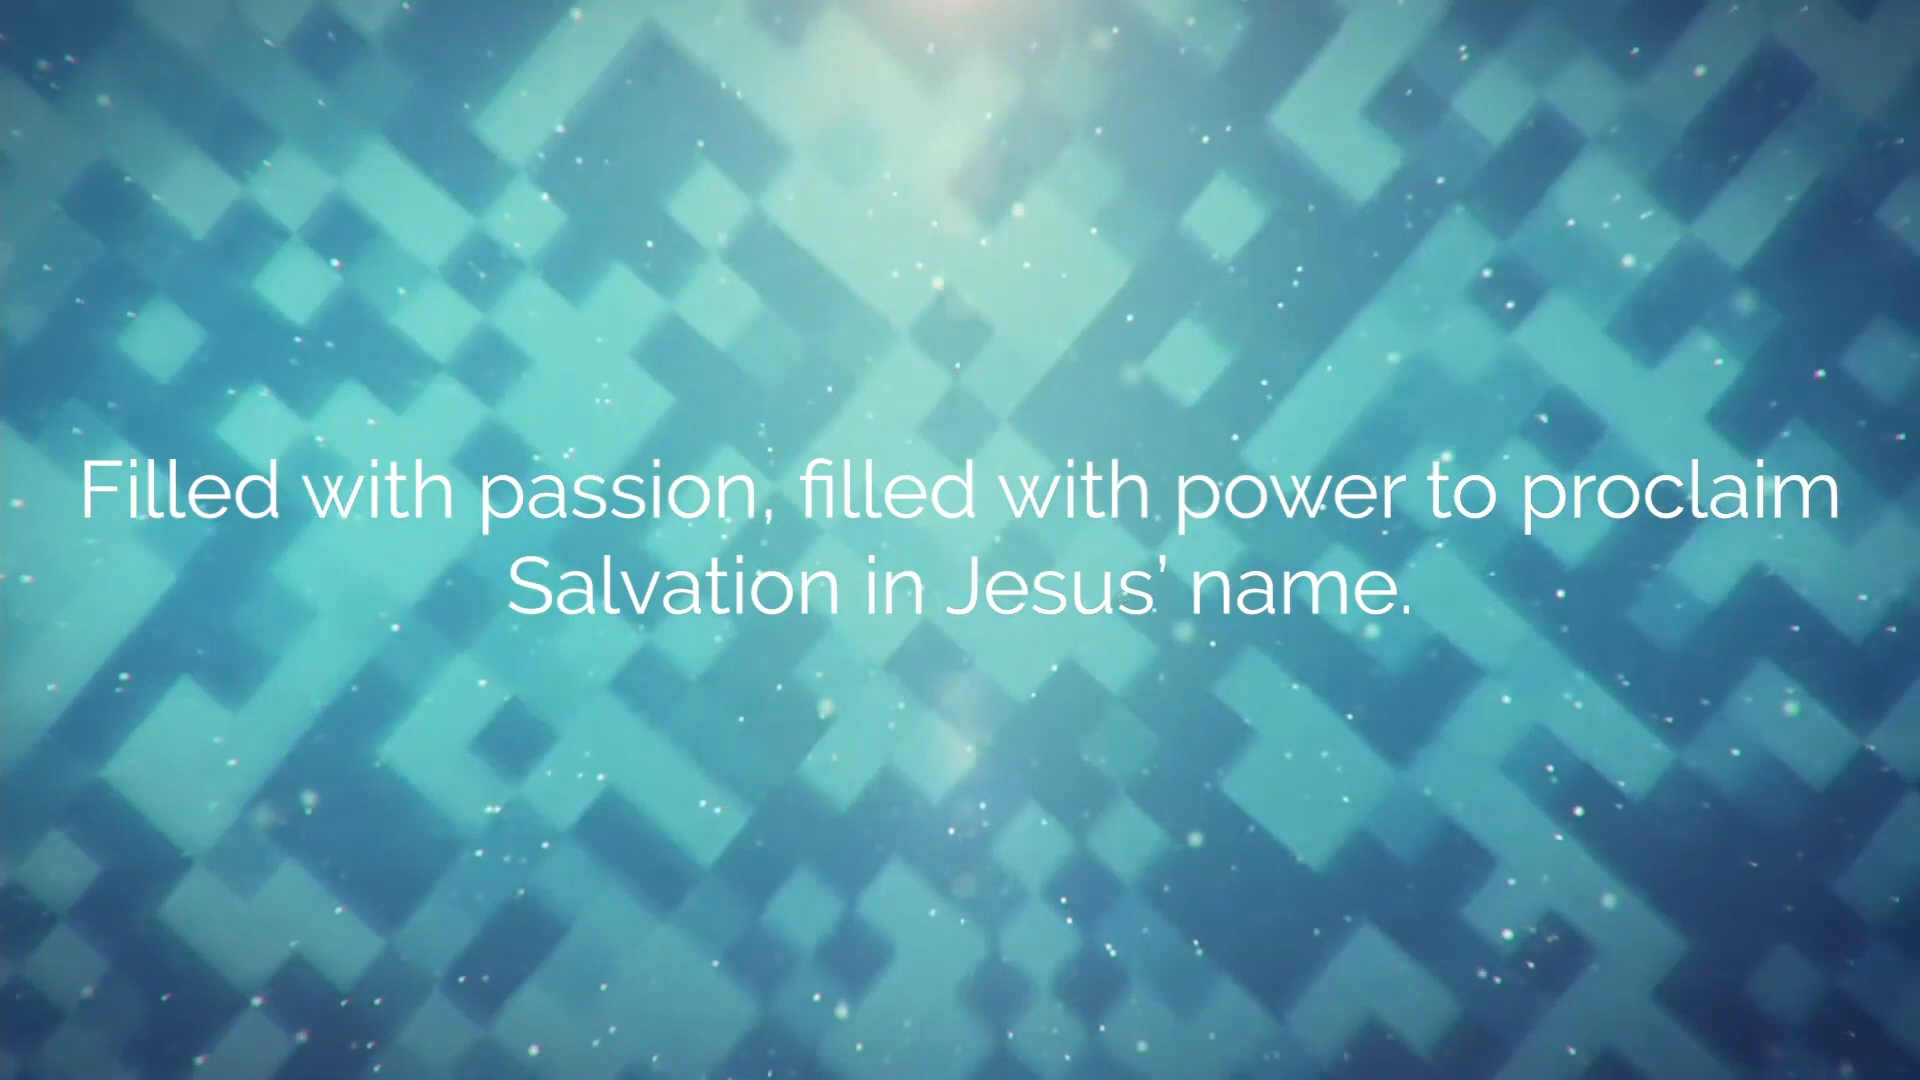 Filled with passion, filled with power to proclaim
Salvation in Jesus’ name.